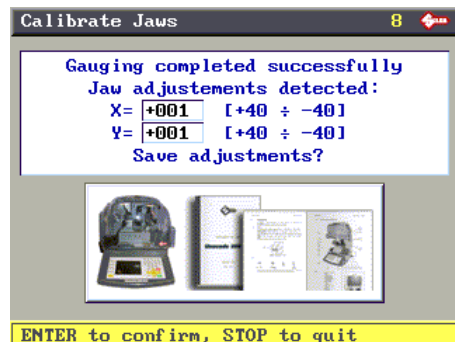 Calibrate Jaws 8
Gauging completed successfully
Jaw adjustements detected:
X= +001 [+40 ÷ -40]
Y= +001 [+40 ÷ -40]
Save adjustments?
ENTER to confirm, STOP to quit